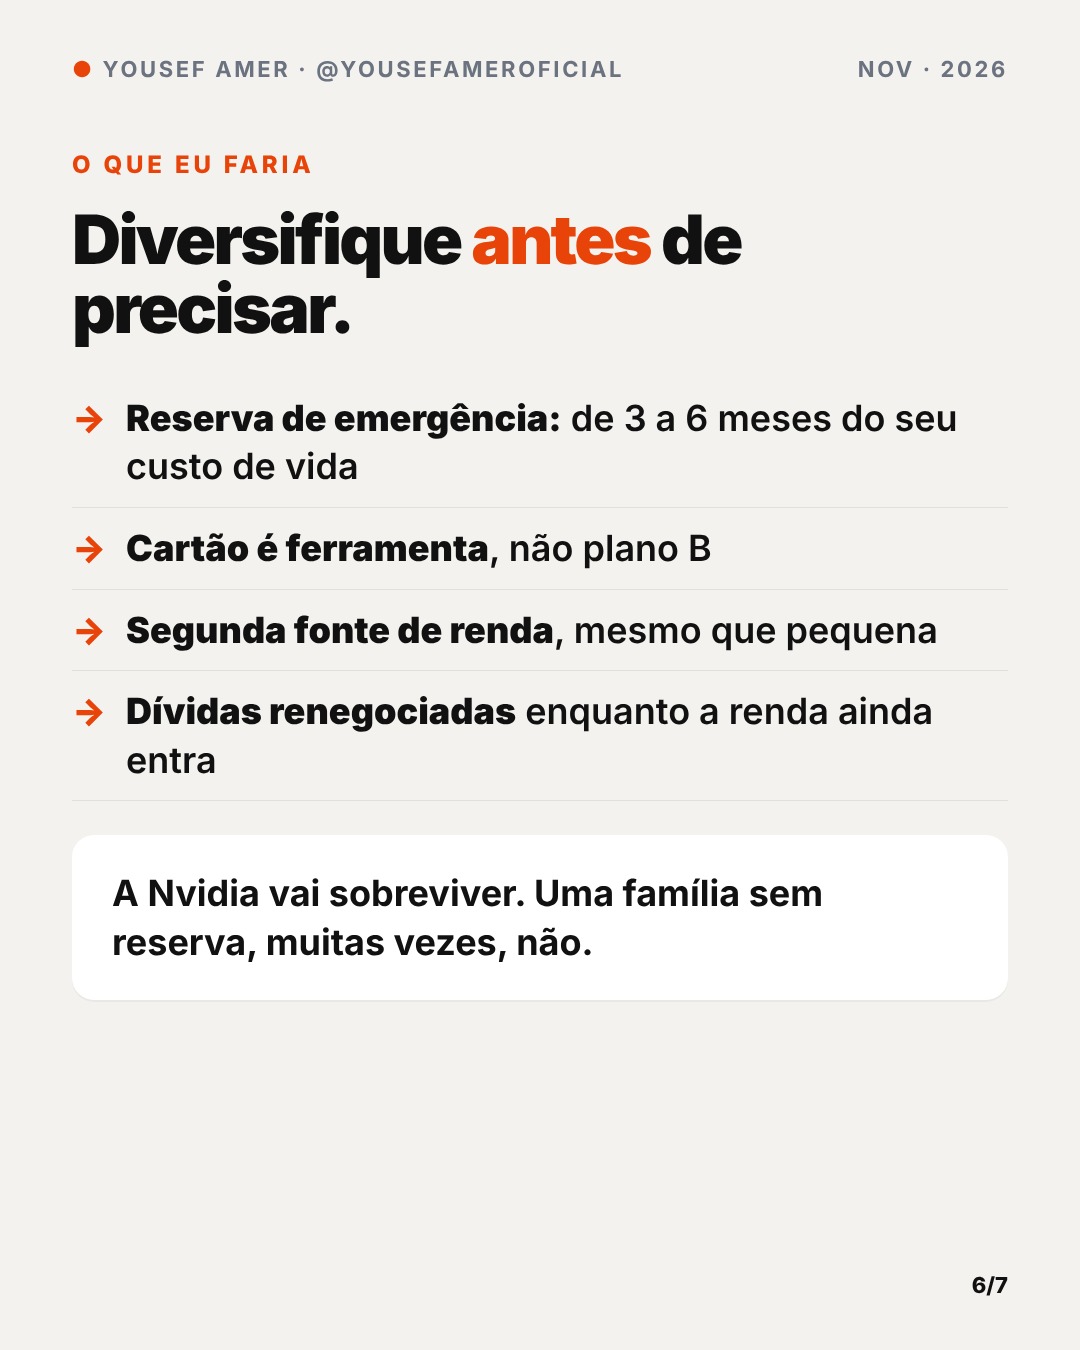 YOUSEF AMER · @YOUSEFAMEROFICIAL
NOV · 2026
O QUE EU FARIA
Diversifique antes de
precisar.
→ Reserva de emergência: de 3 a 6 meses do seu
custo de vida
→ Cartão é ferramenta, não plano B
→ Segunda fonte de renda, mesmo que pequena
→ Dívidas renegociadas enquanto a renda ainda
entra
A Nvidia vai sobreviver. Uma família sem
reserva, muitas vezes, não.
6/7